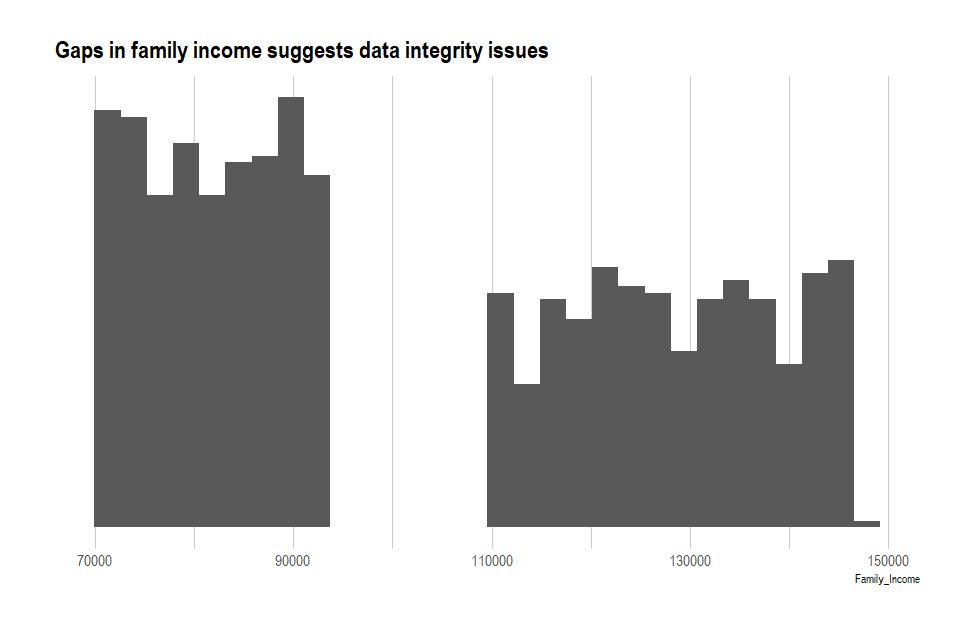 Gaps in family income suggests data integrity issues
70000 90000 110000 130000 150000
Family_Income